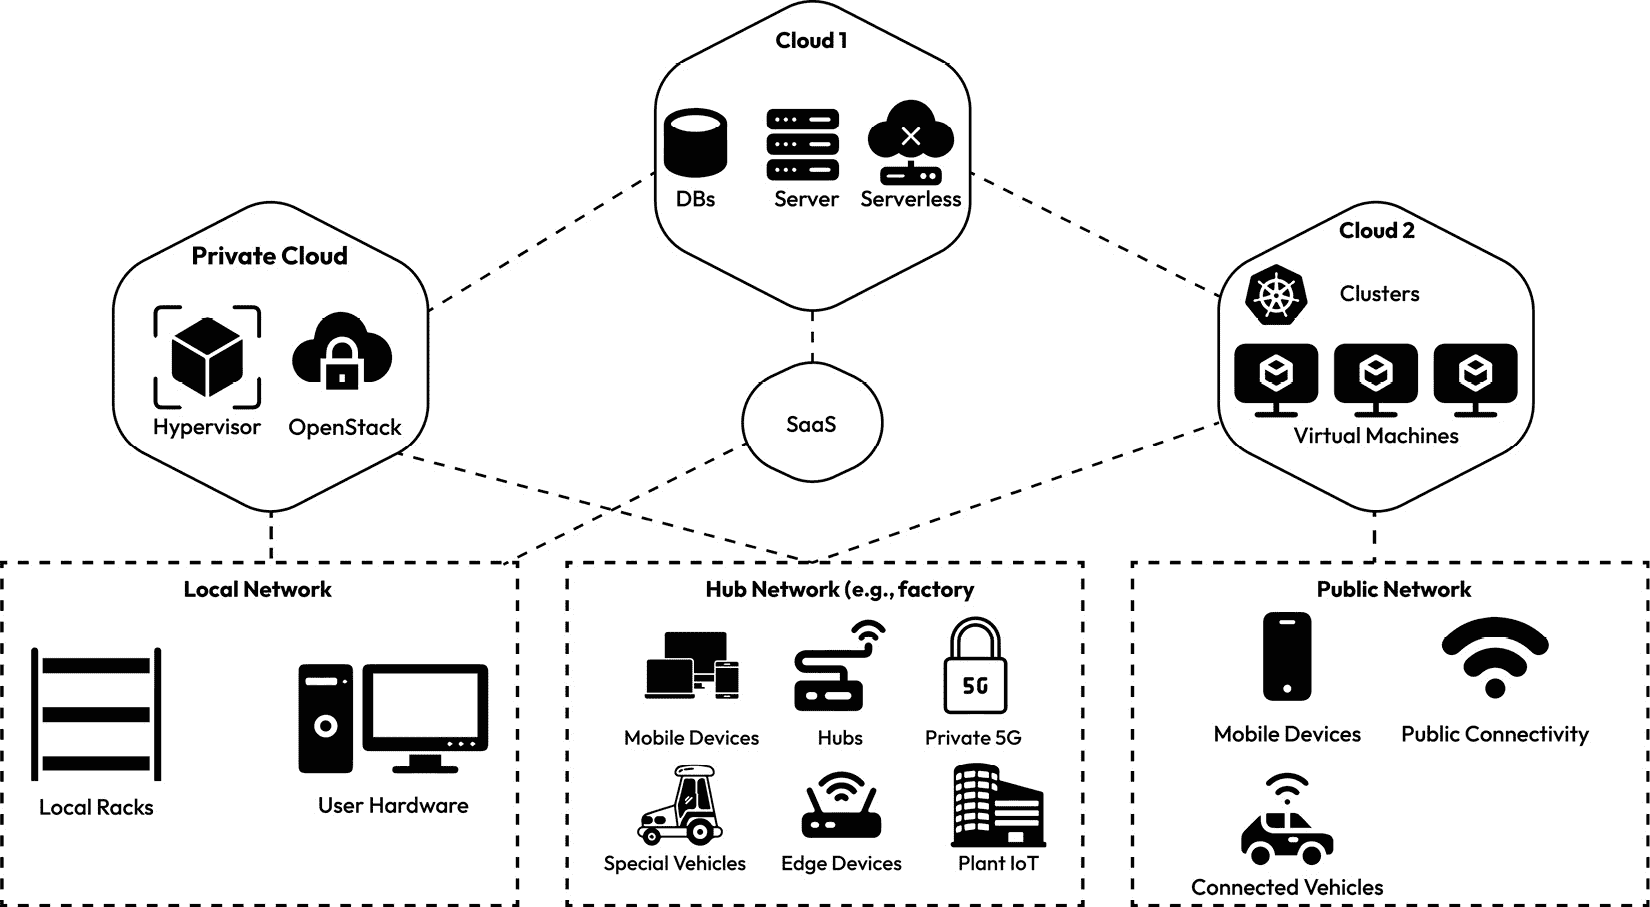 Cloud 1
DBs
Server
Serverless
Private Cloud
Hypervisor
OpenStack
Cloud 2
Clusters
Virtual Machines
SaaS
Local Network
Local Racks
User Hardware
Hub Network (e.g., factory
5G
Mobile Devices
Hubs
Private 5G
Special Vehicles
Edge Devices
Plant IoT
Public Network
Mobile Devices
Public Connectivity
Connected Vehicles